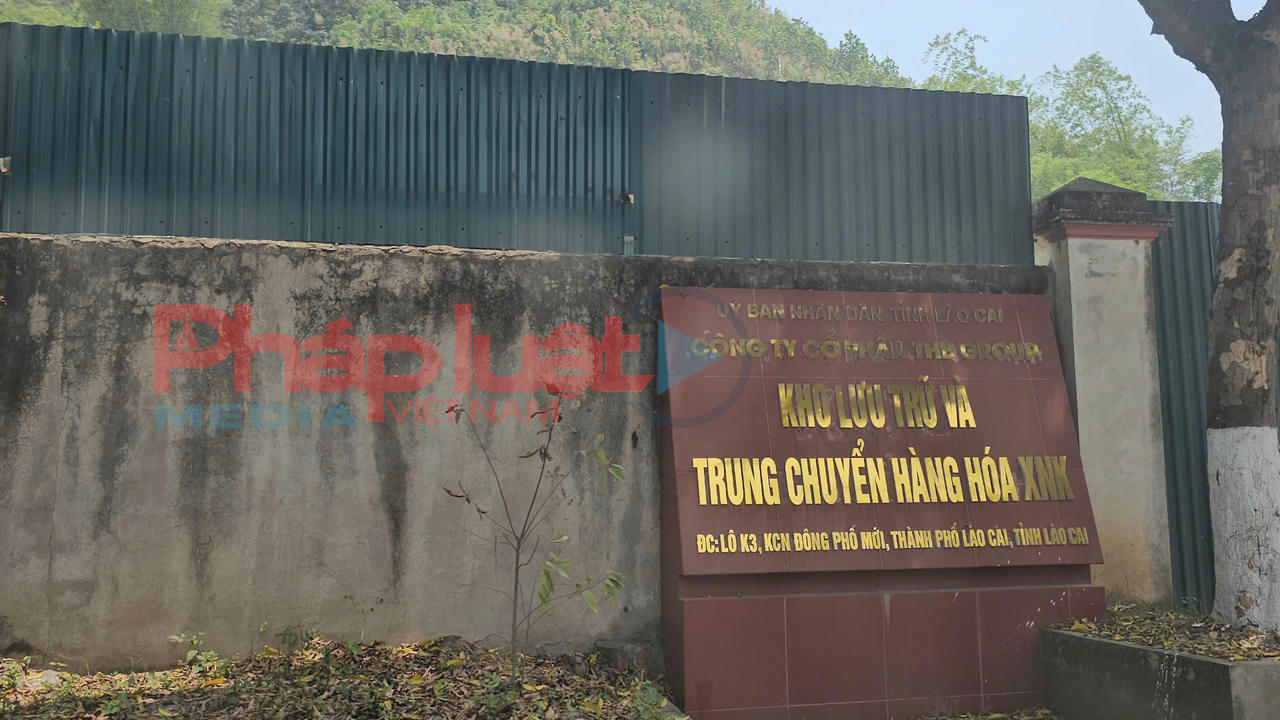 Pháp luật
MEDIA VIỆT NAM
ỦY BAN NHÂN DÂN TỈNH LÀO CAI
CÔNG TY CỔ PHẦN THB GROUP
KHO LƯU TRỮ VÀ
TRUNG CHUYỂN HÀNG HÓA XNK
ĐC: LÔ K3, KCN ĐÔNG PHỐ MỚI, THÀNH PHỐ LÀO CAI, TỈNH LÀO CAI